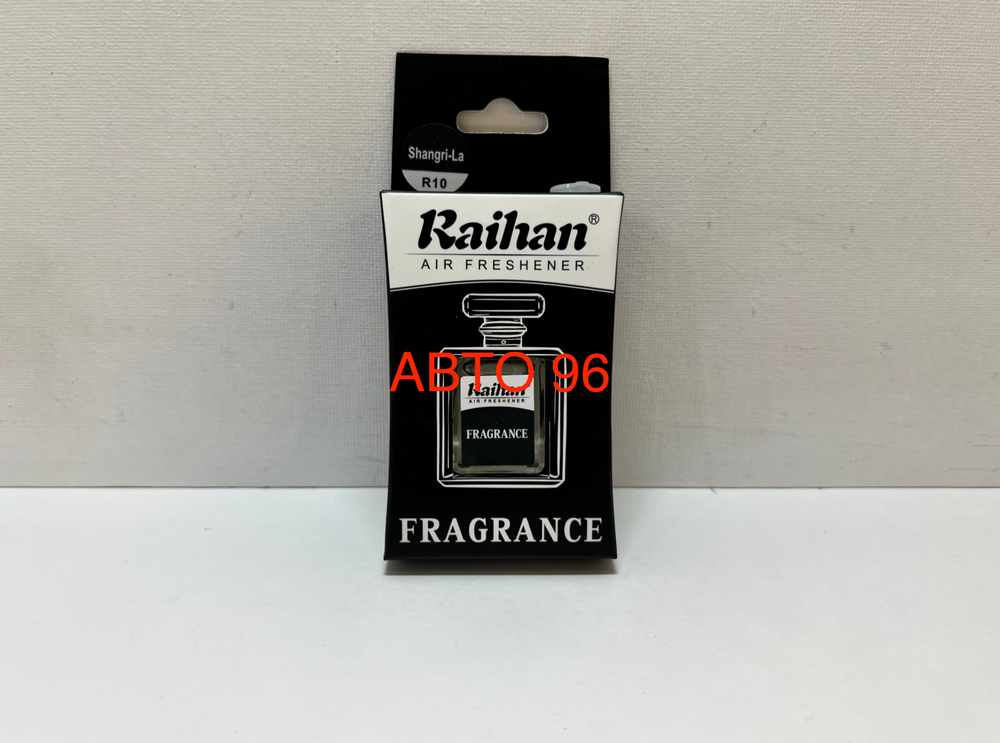 Shangri-La
R10
Raihan®
AIR FRESHENER
АВТО 96
Raihan
AIR FRESHENER
FRAGRANCE
FRAGRANCE